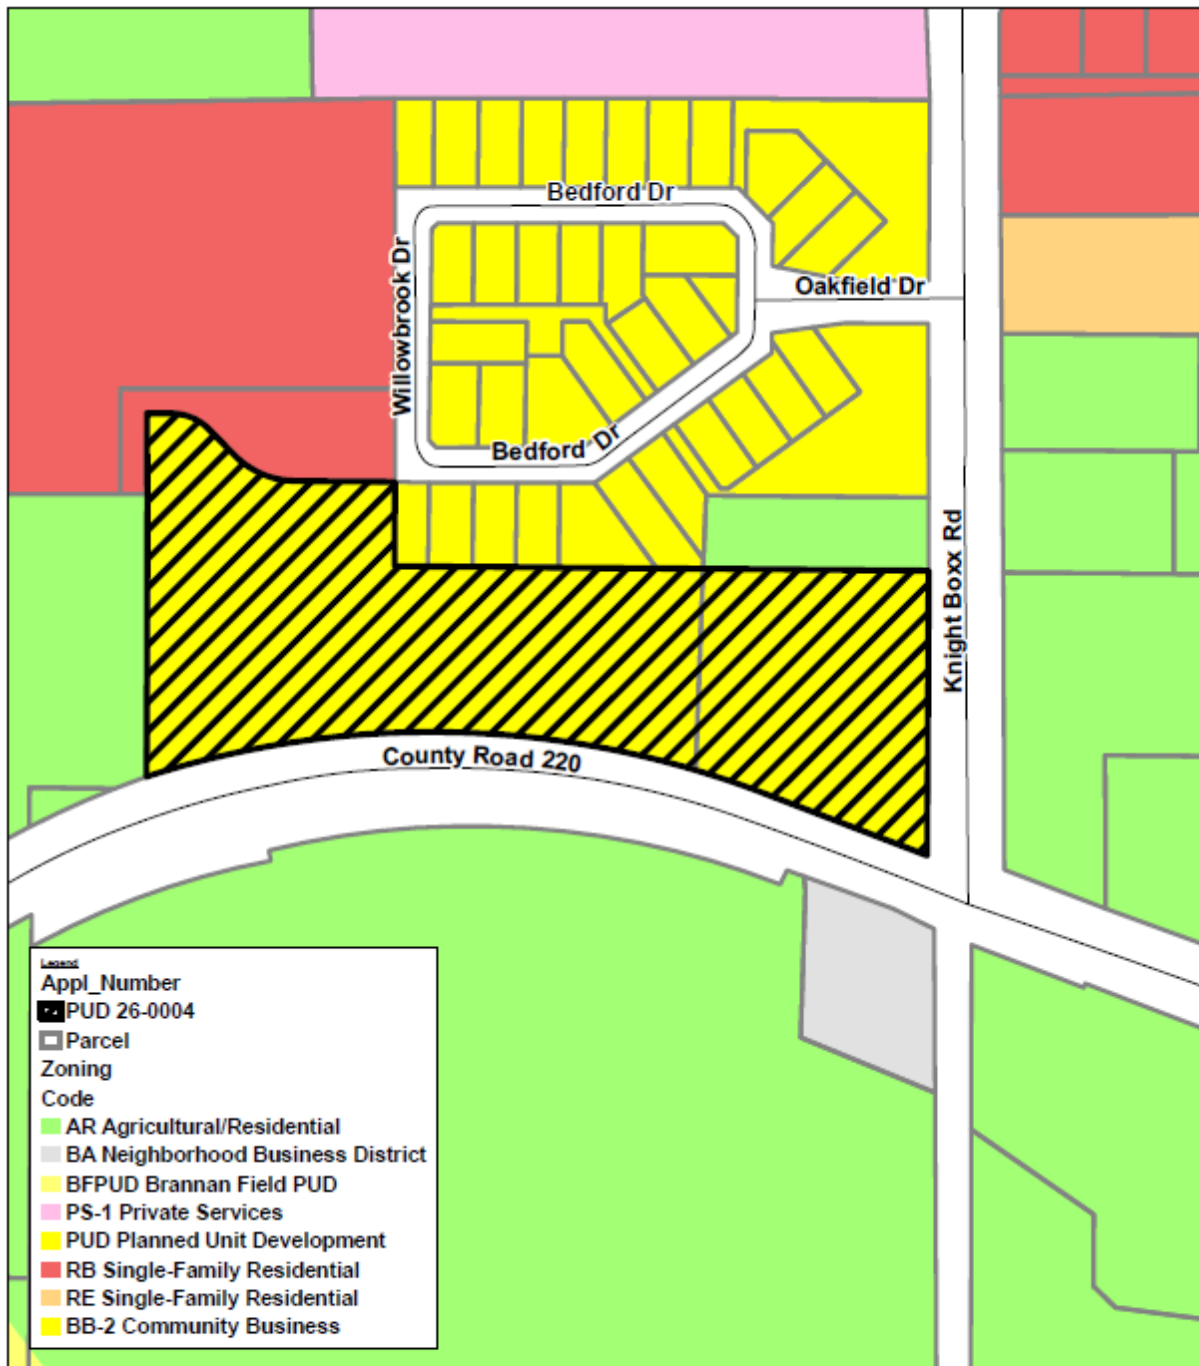 Bedford Dr
Willowbrook Dr
Oakfield Dr
Bedford Dr
Knight Boxx Rd
County Road 220
Legend
Appl_Number
PUD 26-0004
Parcel
Zoning
Code
AR Agricultural/Residential
BA Neighborhood Business District
BFPUD Brannan Field PUD
PS-1 Private Services
PUD Planned Unit Development
RB Single-Family Residential
RE Single-Family Residential
BB-2 Community Business